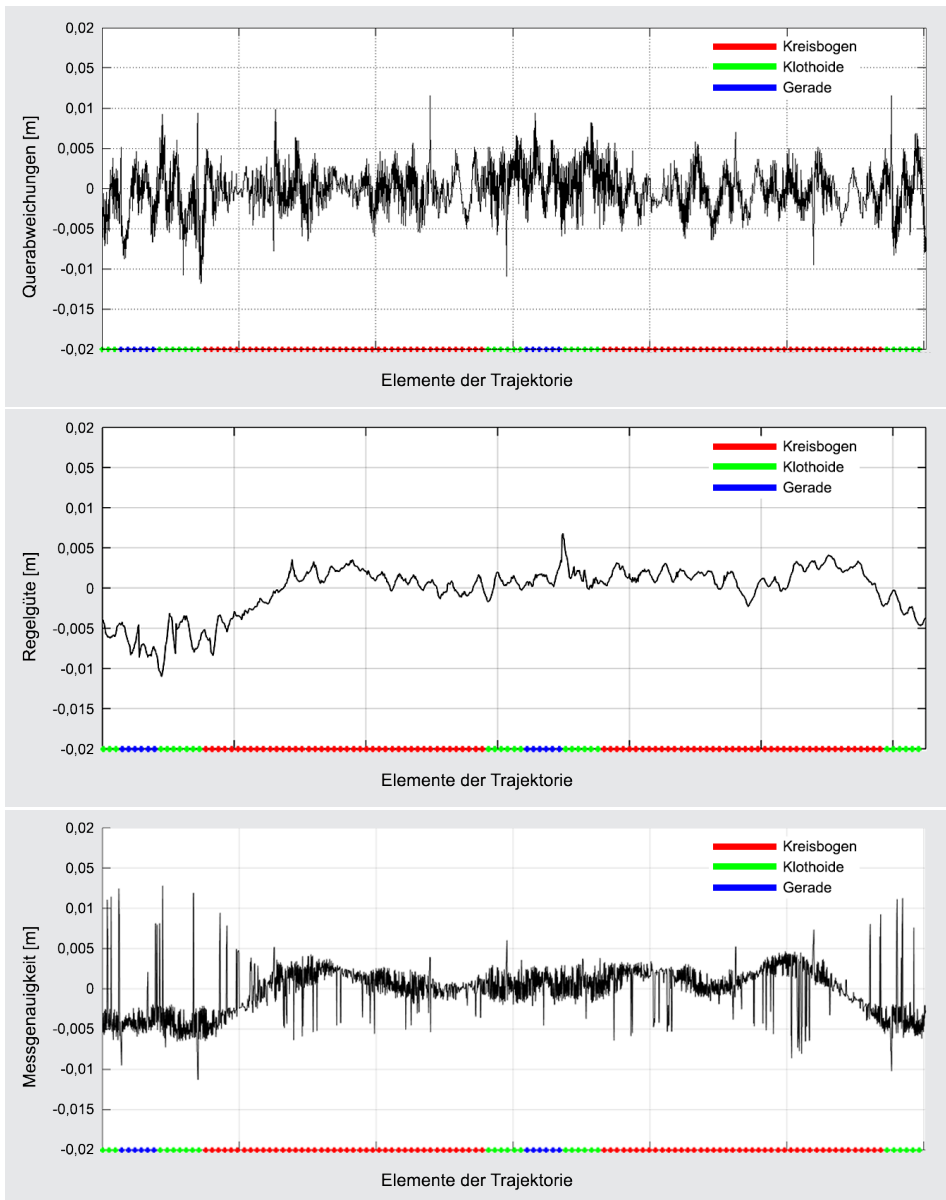 0,02
0,05
0,01
0,005
0
-0,005
-0,01
-0,015
-0,02
Querabweichungen [m]
Kreisbogen
Klothoide
Gerade
Elemente der Trajektorie
0,02
0,05
0,01
0,005
0
-0,005
-0,01
-0,015
-0,02
Regelgüte [m]
Kreisbogen
Klothoide
Gerade
Elemente der Trajektorie
0,02
0,05
0,01
0,005
0
-0,005
-0,01
-0,015
-0,02
Messgenauigkeit [m]
Kreisbogen
Klothoide
Gerade
Elemente der Trajektorie